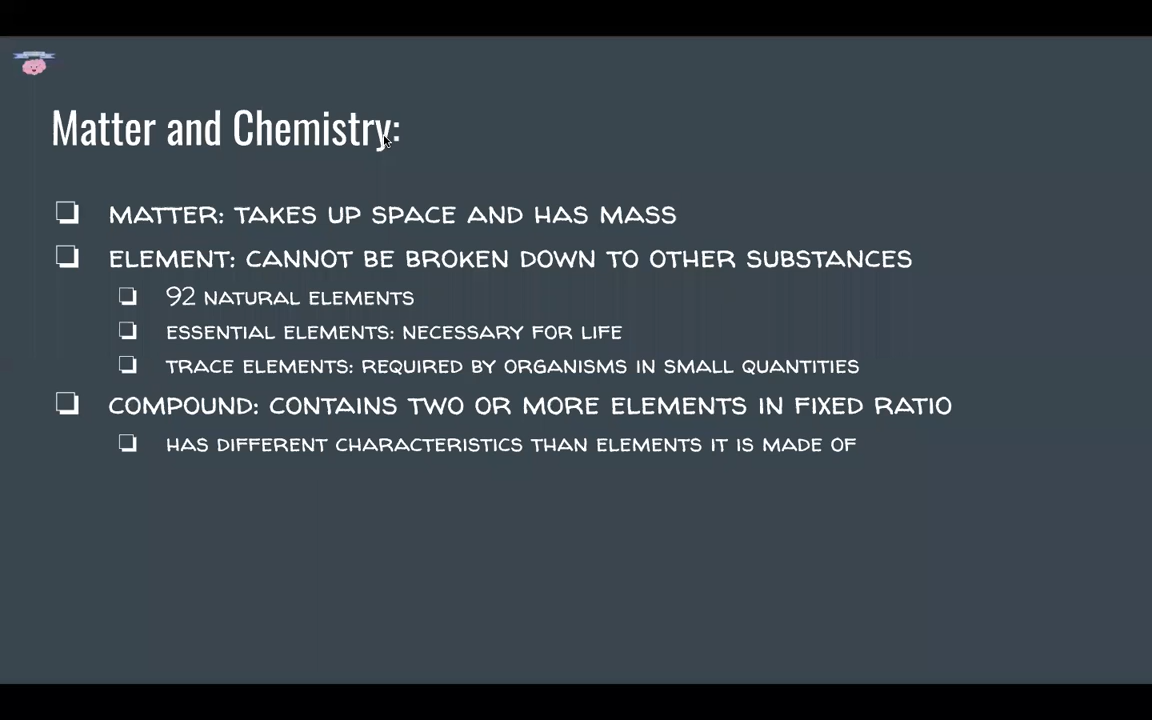 Matter and Chemistry:
MATTER: TAKES UP SPACE AND HAS MASS
ELEMENT: CANNOT BE BROKEN DOWN TO OTHER SUBSTANCES
92 NATURAL ELEMENTS
ESSENTIAL ELEMENTS: NECESSARY FOR LIFE
TRACE ELEMENTS: REQUIRED BY ORGANISMS IN SMALL QUANTITIES
COMPOUND: CONTAINS TWO OR MORE ELEMENTS IN FIXED RATIO
HAS DIFFERENT CHARACTERISTICS THAN ELEMENTS IT IS MADE OF